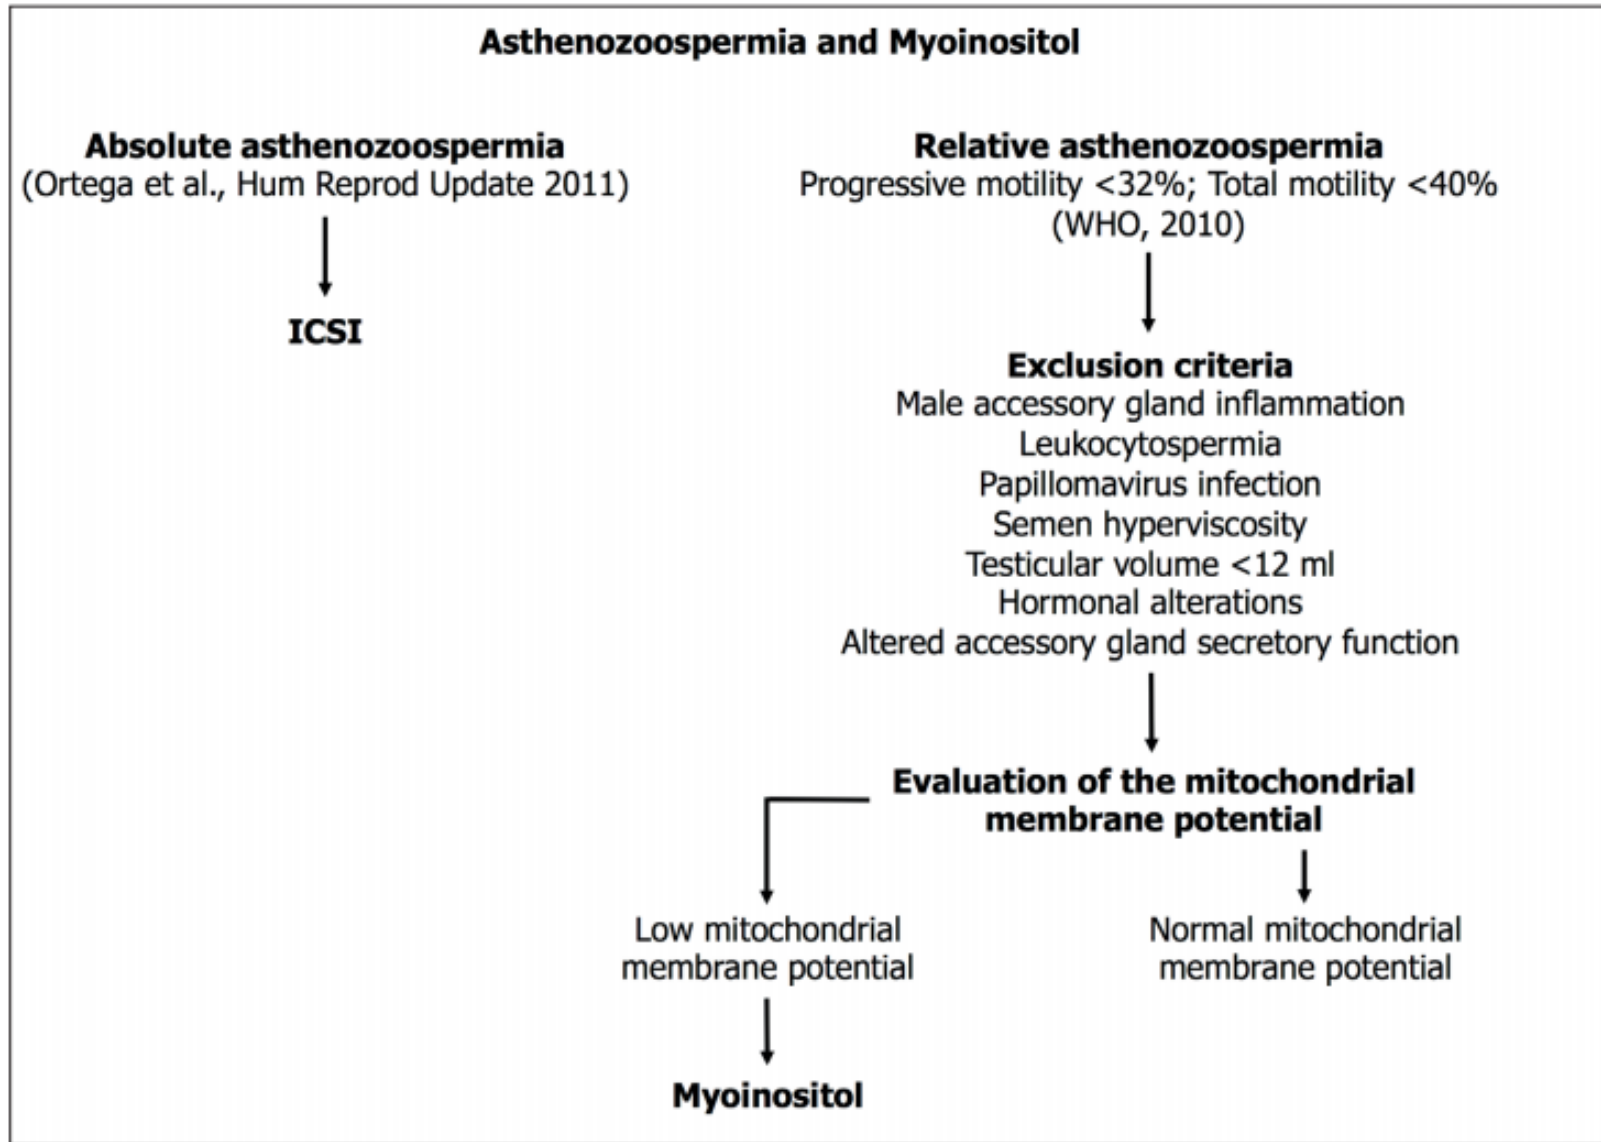 Asthenozoospermia and Myoinositol
Absolute asthenozoospermia
(Ortega et al., Hum Reprod Update 2011)
ICSI
Relative asthenozoospermia
Progressive motility <32%; Total motility <40%
(WHO, 2010)
Exclusion criteria
Male accessory gland inflammation
Leukocytospermia
Papillomavirus infection
Semen hyperviscosity
Testicular volume <12 ml
Hormonal alterations
Altered accessory gland secretory function
Evaluation of the mitochondrial
membrane potential
Low mitochondrial
membrane potential
Normal mitochondrial
membrane potential
Myoinositol